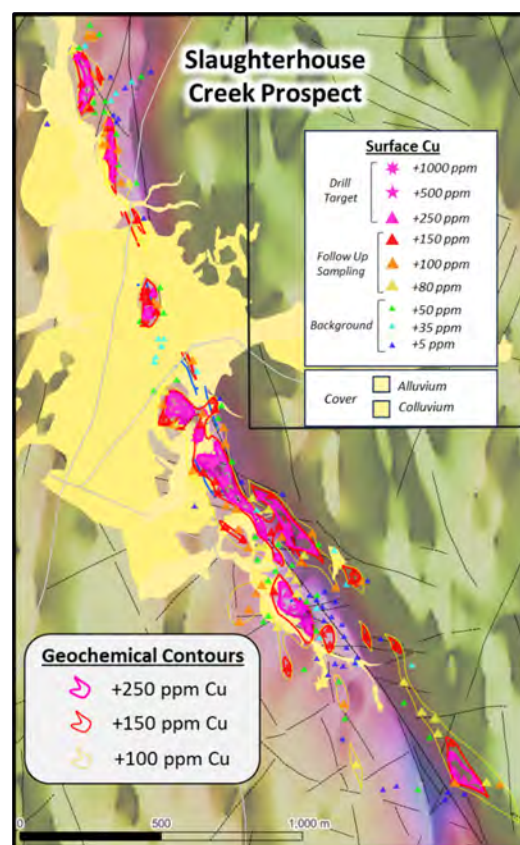 Slaughterhouse
Creek Prospect
Surface Cu
Drill
Target
+1000 ppm
+500 ppm
+250 ppm
Follow Up
Sampling
+150 ppm
+100 ppm
+80 ppm
Background
+50 ppm
+35 ppm
+5 ppm
Cover
Alluvium
Colluvium
Geochemical Contours
+250 ppm Cu
+150 ppm Cu
+100 ppm Cu
0 500 1,000 m